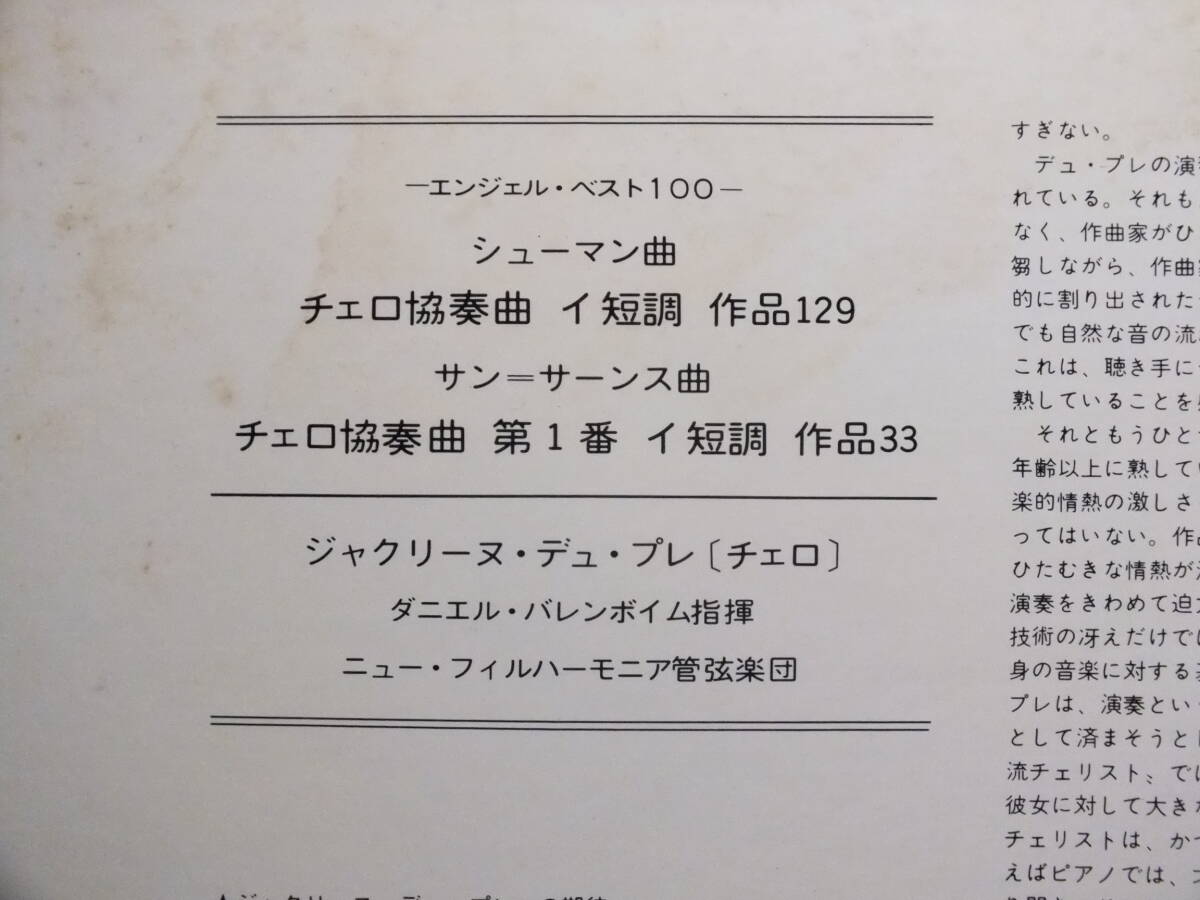 ―エンジェル・ベスト100―
シューマン曲
チェロ協奏曲 イ短調 作品129
サン＝サーンス曲
チェロ協奏曲 第1番 イ短調 作品33
ジャクリーヌ・デュ・プレ〔チェロ〕
ダニエル・バレンボイム指揮
ニュー・フィルハーモニア管弦楽団
すぎない。
デュ・プレの演
れている。それも
なく、作曲家がひ
芻しながら、作曲
的に割り出された
でも自然な音の流
これは、聴き手に
熟していることを
それともうひと
年齢以上に熟して
楽的情熱の激しさ
ってはいない。作
ひたむきな情熱が
演奏をきわめて迫
技術の冴えだけで
身の音楽に対する
プレは、演奏とい
として済まそうと
流チェリスト〟で
彼女に対して大き
チェリストは、か
えばピアノでは、